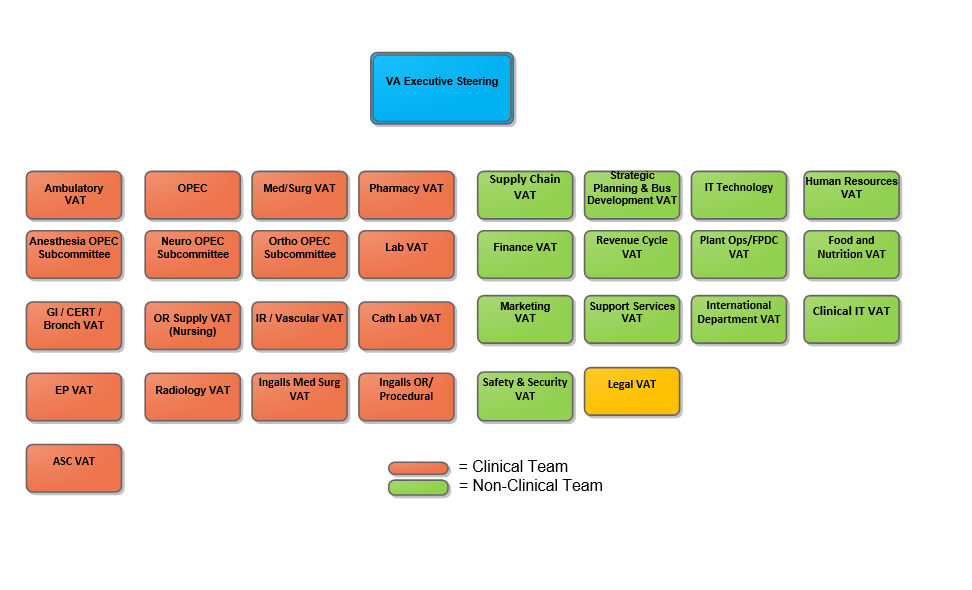 VA Executive Steering
Ambulatory
VAT
OPEC
Med/Surg VAT
Pharmacy VAT
Supply Chain
VAT
Strategic
Planning & Bus
Development VAT
IT Technology
Human Resources
VAT
Anesthesia OPEC
Subcommittee
Neuro OPEC
Subcommittee
Ortho OPEC
Subcommittee
Lab VAT
Finance VAT
Revenue Cycle
VAT
Plant Ops/FPDC
VAT
Food and
Nutrition VAT
GI / CERT /
Bronch VAT
OR Supply VAT
(Nursing)
IR / Vascular VAT
Cath Lab VAT
Marketing
VAT
Support Services
VAT
International
Department VAT
Clinical IT VAT
EP VAT
Radiology VAT
Ingalls Med Surg
VAT
Ingalls OR/
Procedural
Safety & Security
VAT
Legal VAT
ASC VAT
= Clinical Team
= Non-Clinical Team